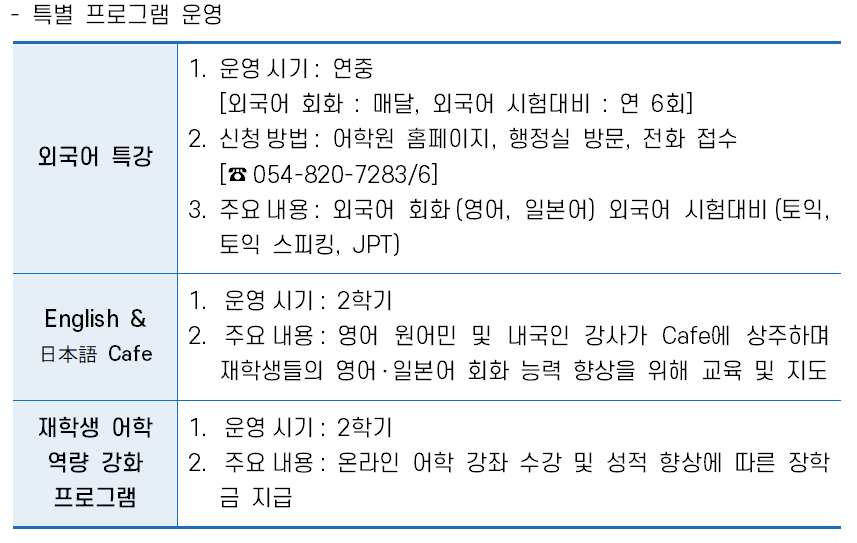 - 특별 프로그램 운영
외국어 특강
1. 운영 시기 : 연중
[외국어 회화 : 매달, 외국어 시험대비 : 연 6회]
2. 신청 방법 : 어학원 홈페이지, 행정실 방문, 전화 접수
[☎ 054-820-7283/6]
3. 주요 내용 : 외국어 회화 (영어, 일본어) 외국어 시험대비 (토익,
토익 스피킹, JPT)
English &
日本語 Cafe
1. 운영 시기 : 2학기
2. 주요 내용 : 영어 원어민 및 내국인 강사가 Cafe에 상주하며
재학생들의 영어·일본어 회화 능력 향상을 위해 교육 및 지도
재학생 어학
역량 강화
프로그램
1. 운영 시기 : 2학기
2. 주요 내용 : 온라인 어학 강좌 수강 및 성적 향상에 따른 장학
금 지급